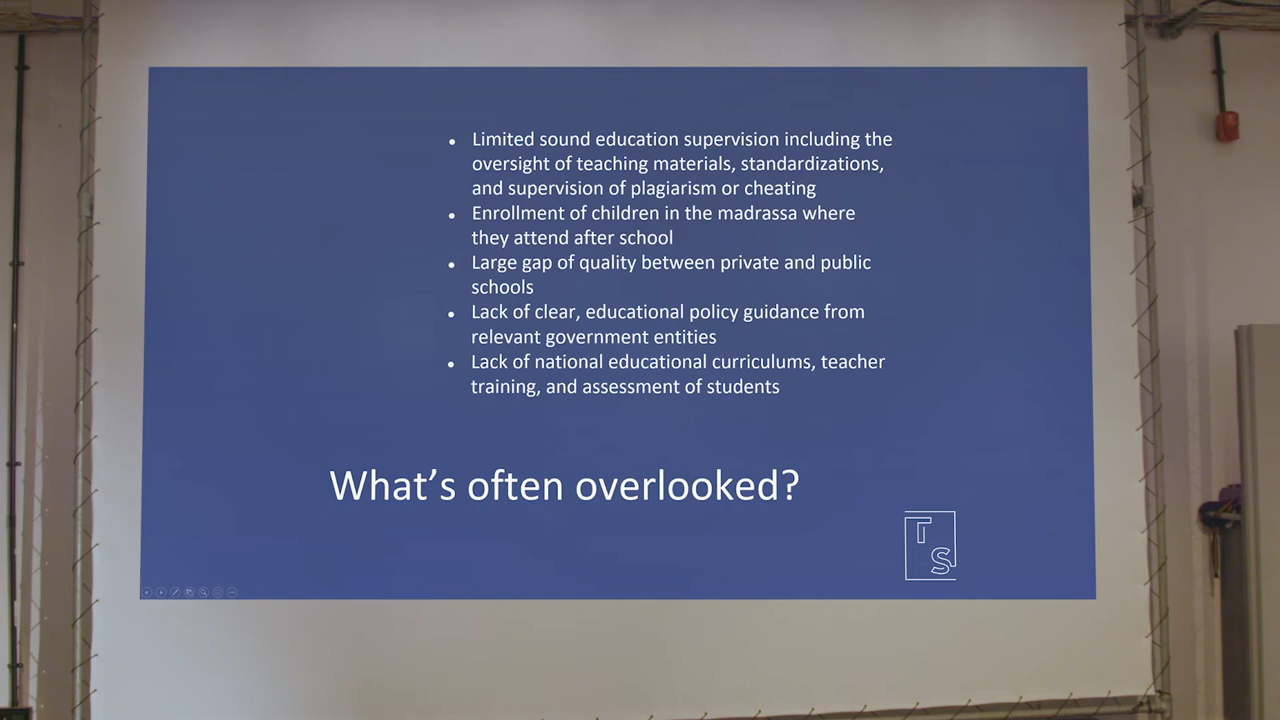 • Limited sound education supervision including the
oversight of teaching materials, standardizations,
and supervision of plagiarism or cheating
• Enrollment of children in the madrassa where
they attend after school
• Large gap of quality between private and public
schools
• Lack of clear, educational policy guidance from
relevant government entities
• Lack of national educational curriculums, teacher
training, and assessment of students
What’s often overlooked?
T
S